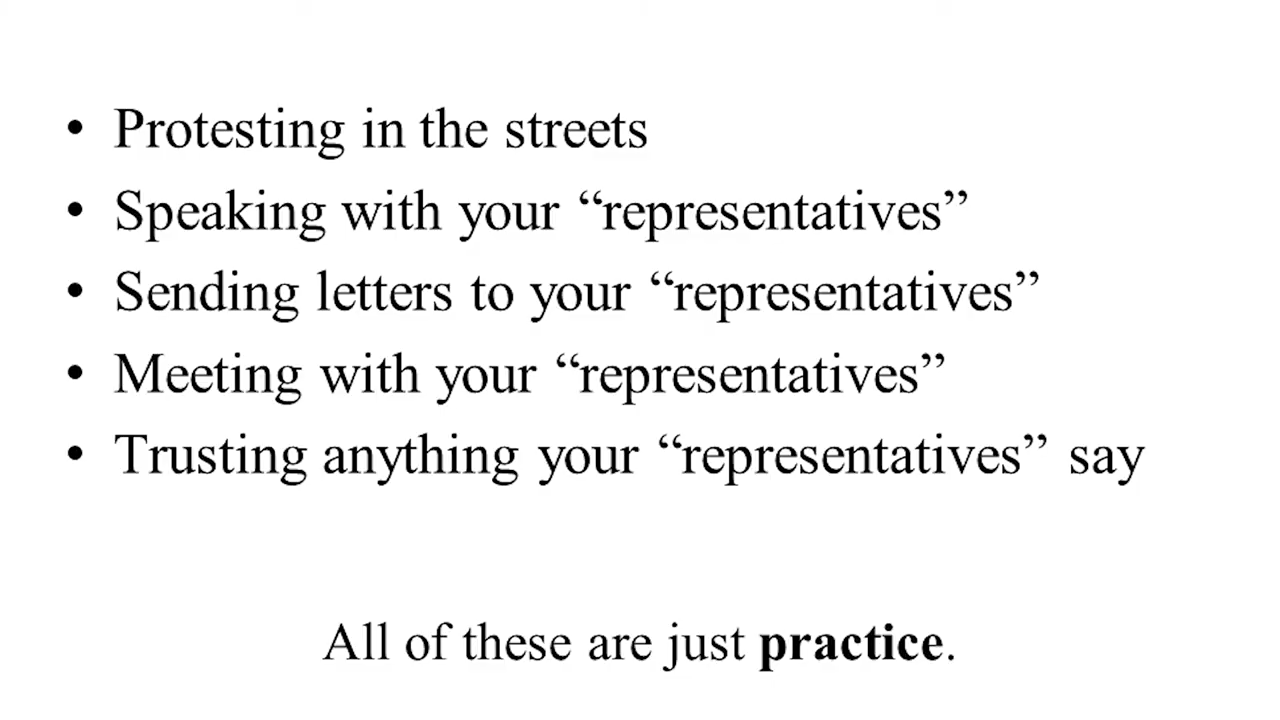 • Protesting in the streets
• Speaking with your “representatives”
• Sending letters to your “representatives”
• Meeting with your “representatives”
• Trusting anything your “representatives” say
All of these are just practice.